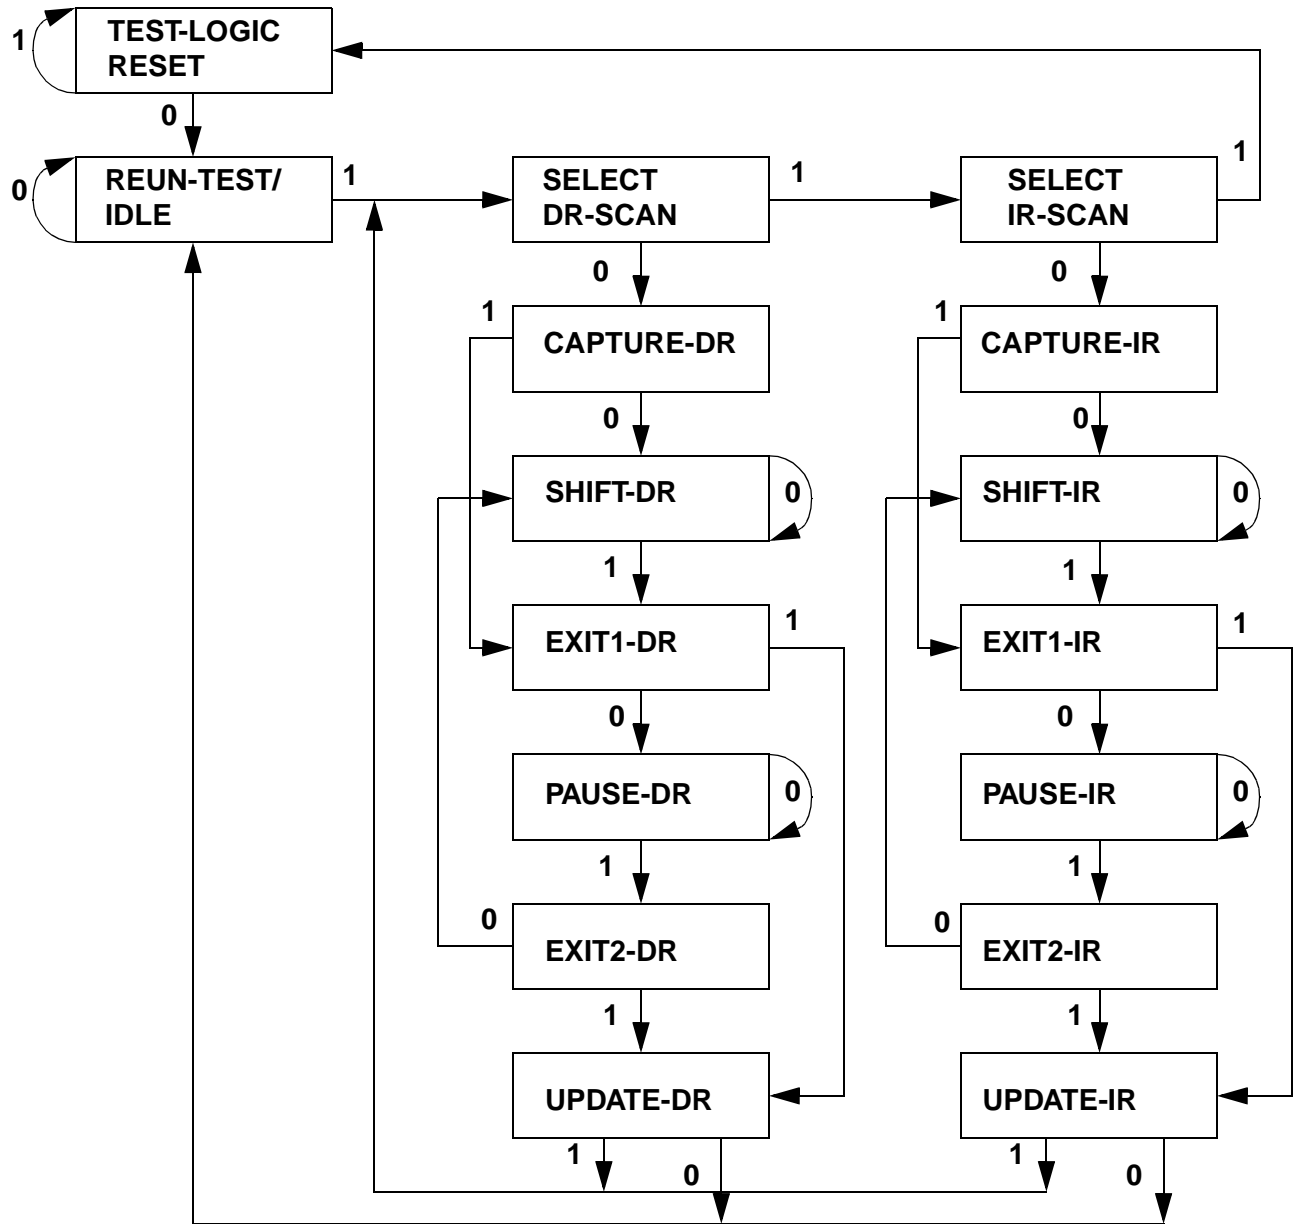 1
TEST-LOGIC
RESET
0
0
REUN-TEST/
IDLE
1
SELECT
DR-SCAN
1
SELECT
IR-SCAN
1
0
0
1
CAPTURE-DR
1
CAPTURE-IR
0
0
SHIFT-DR
0
SHIFT-IR
0
1
1
EXIT1-DR
1
EXIT1-IR
1
0
0
PAUSE-DR
0
PAUSE-IR
0
1
1
0
EXIT2-DR
0
EXIT2-IR
1
1
UPDATE-DR
UPDATE-IR
1
0
1
0